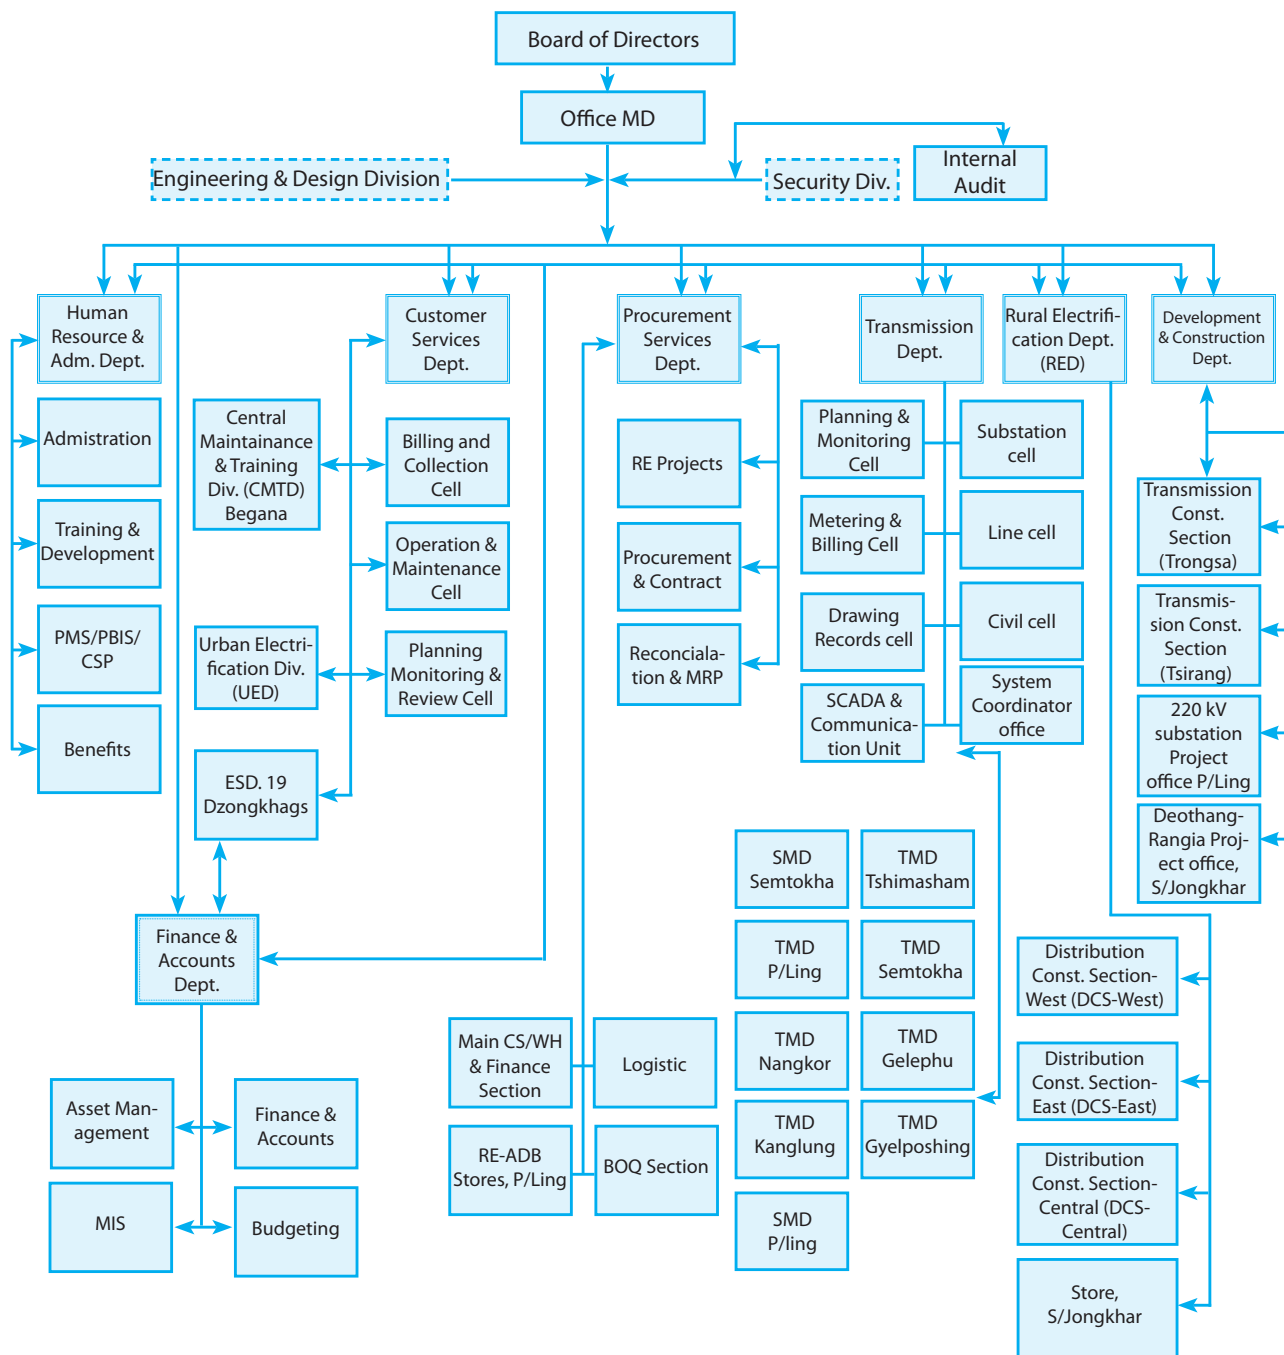 Board of Directors
Office MD
Engineering & Design Division
Security Div.
Internal
Audit
Human
Resource &
Adm. Dept.
Customer
Services
Dept.
Procurement
Services
Dept.
Transmission
Dept.
Rural Electrifi-
cation Dept.
(RED)
Development
& Construction
Dept.
Admistration
Training &
Development
PMS/PBIS/
CSP
Benefits
Central
Maintainance
& Training
Div. (CMTD)
Begana
Billing and
Collection
Cell
Operation &
Maintenance
Cell
Urban Electri-
fication Div.
(UED)
Planning
Monitoring &
Review Cell
ESD. 19
Dzongkhags
Finance &
Accounts
Dept.
Asset Man-
agement
Finance &
Accounts
MIS
Budgeting
RE Projects
Procurement
& Contract
Reconciala-
tion & MRP
Main CS/WH
& Finance
Section
Logistic
RE-ADB
Stores, P/Ling
BOQ Section
Planning &
Monitoring
Cell
Substation
cell
Metering &
Billing Cell
Line cell
Drawing
Records cell
Civil cell
SCADA &
Communica-
tion Unit
System
Coordinator
office
SMD
Semtokha
TMD
Tshimasham
TMD
P/Ling
TMD
Semtokha
TMD
Nangkor
TMD
Gelephu
TMD
Kanglung
TMD
Gyelposhing
SMD
P/ling
Transmission
Const.
Section
(Trongsa)
Transmis-
sion Const.
Section
(Tsirang)
220 kV
substation
Project
office P/Ling
Deothang-
Rangia Proj-
ect office,
S/Jongkhar
Distribution
Const. Section-
West (DCS-West)
Distribution
Const. Section-
East (DCS-East)
Distribution
Const. Section-
Central (DCS-
Central)
Store,
S/Jongkhar